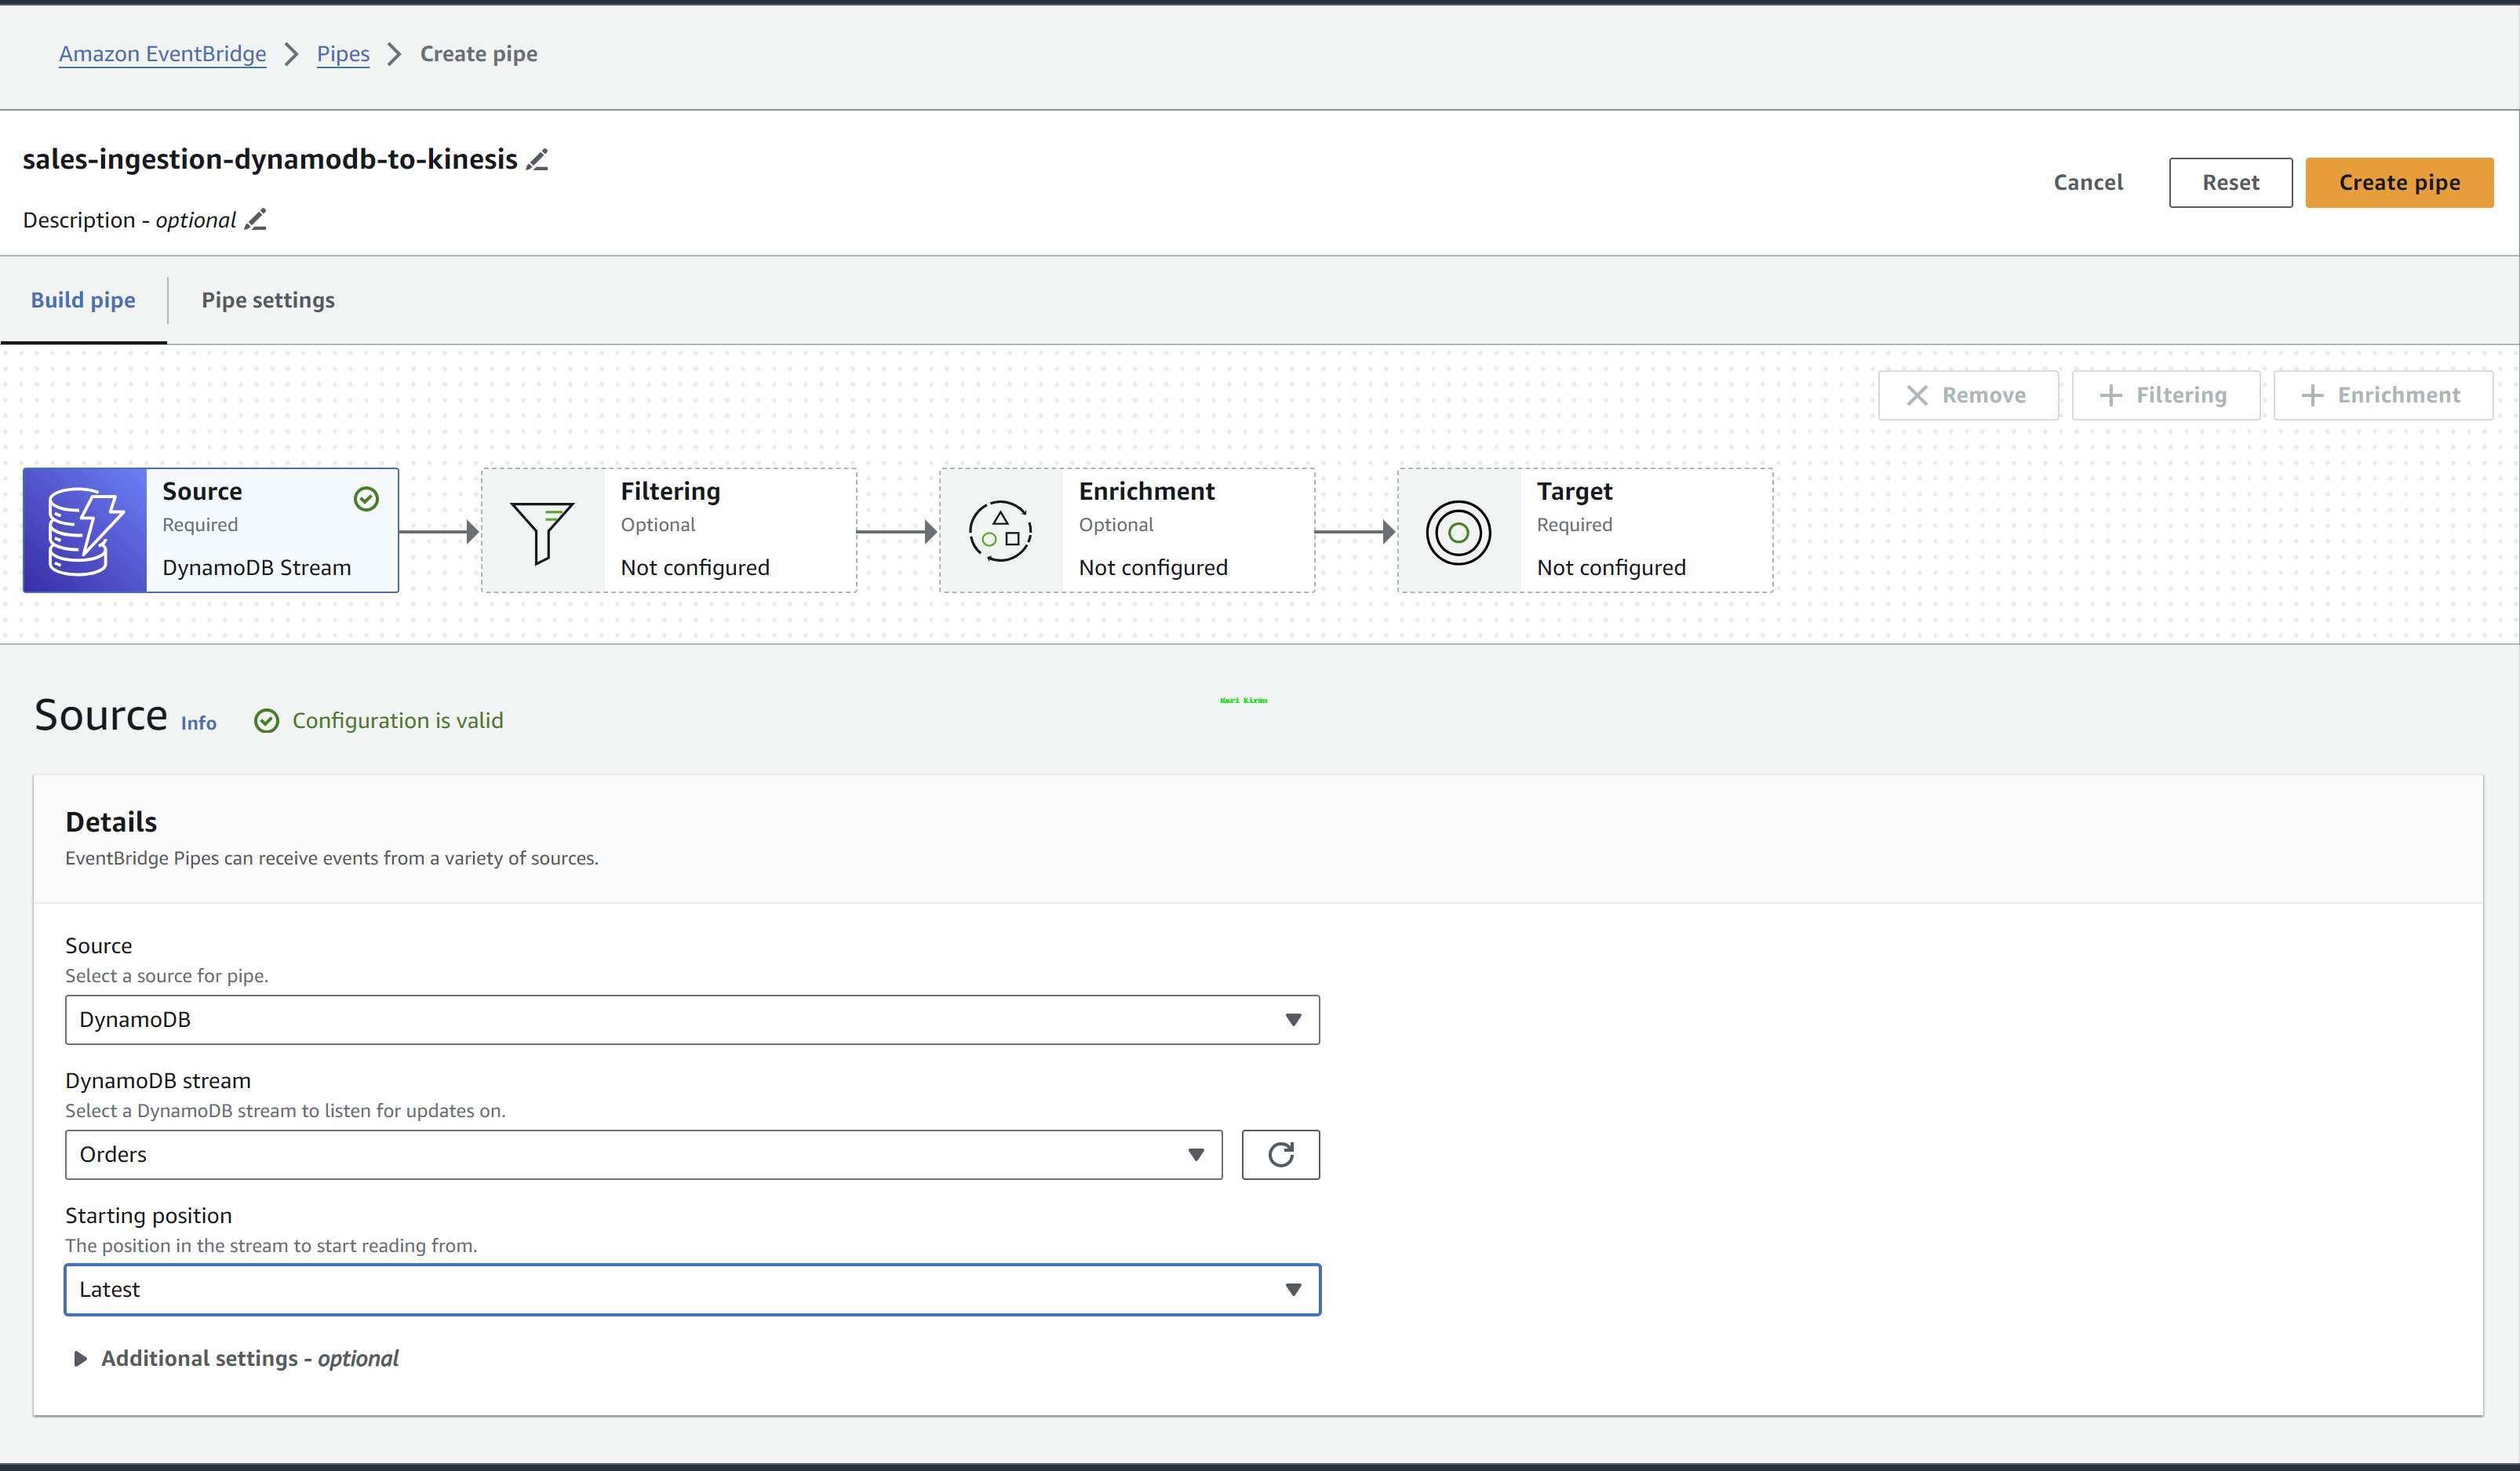 Amazon EventBridge > Pipes > Create pipe
sales-ingestion-dynamodb-to-kinesis
Description - optional
Cancel Reset Create pipe
Build pipe Pipe settings
Remove Filtering Enrichment
Source
Required
DynamoDB Stream
Filtering
Optional
Not configured
Enrichment
Optional
Not configured
Target
Required
Not configured
Hari Kiran
Source Info Configuration is valid
Details
EventBridge Pipes can receive events from a variety of sources.
Source
Select a source for pipe.
DynamoDB
DynamoDB stream
Select a DynamoDB stream to listen for updates on.
Orders
Starting position
The position in the stream to start reading from.
Latest
Additional settings - optional